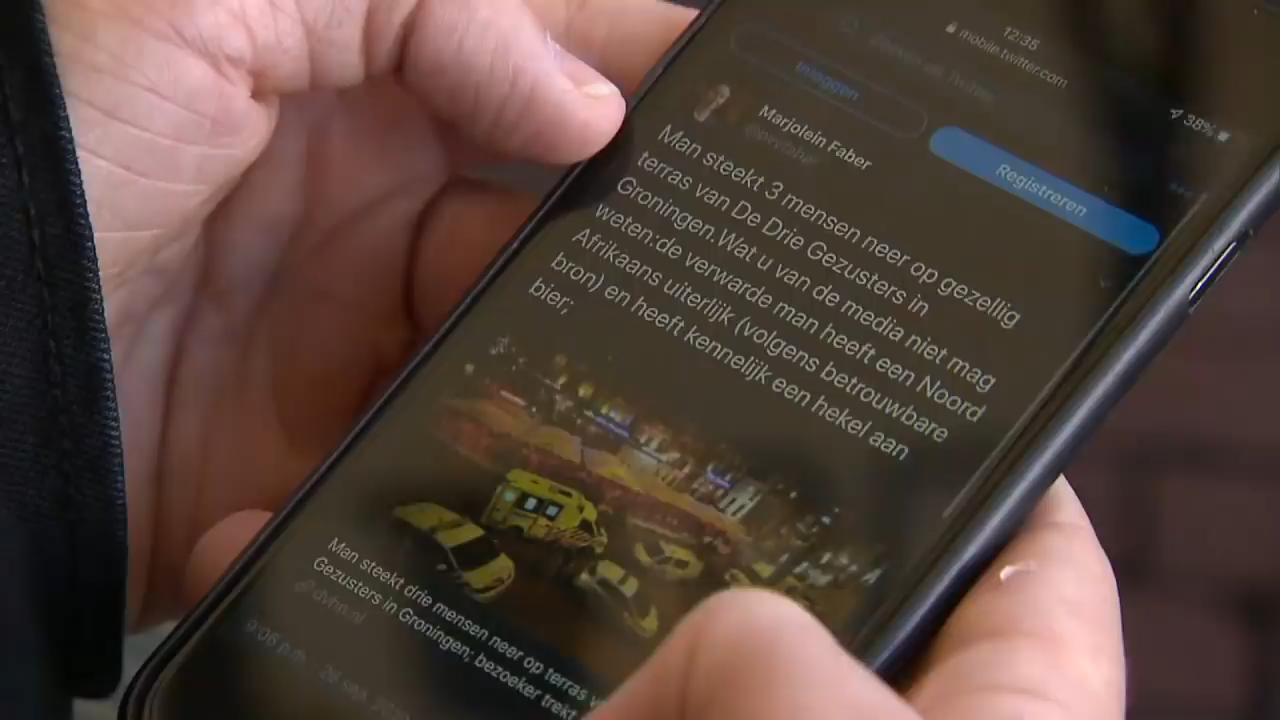 12:35
mobile.twitter.com
38%
Inloggen
Registreren
Marjolein Faber
@pvvfaber
Man steekt 3 mensen neer op gezellig
terras van De Drie Gezusters in
Groningen.Wat u van de media niet mag
weten:de verwarde man heeft een Noord
Afrikaans uiterlijk (volgens betrouwbare
bron) en heeft kennelijk een hekel aan
bier;
Man steekt drie mensen neer op terras
Gezusters in Groningen; bezoeker trekt
dvhn.nl
9:06 p.m.